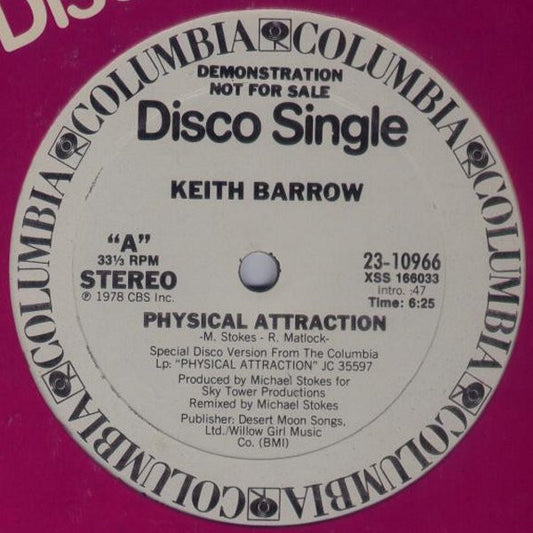 Disc
COLUMBIA COLUMBIA COLUMBIA COLUMBIA COLUMBIA COLUMBIA COLUMBIA COLUMBIA
DEMONSTRATION
NOT FOR SALE
Disco Single
KEITH BARROW
"A"
33⅓ RPM
STEREO
℗ 1978 CBS Inc.
23-10966
XSS 166033
Intro. :47
Time: 6:25
PHYSICAL ATTRACTION
-M. Stokes - R. Matlock-
Special Disco Version From The Columbia
Lp: "PHYSICAL ATTRACTION" JC 35597
Produced by Michael Stokes for
Sky Tower Productions
Remixed by Michael Stokes
Publisher: Desert Moon Songs,
Ltd./Willow Girl Music
Co. (BMI)